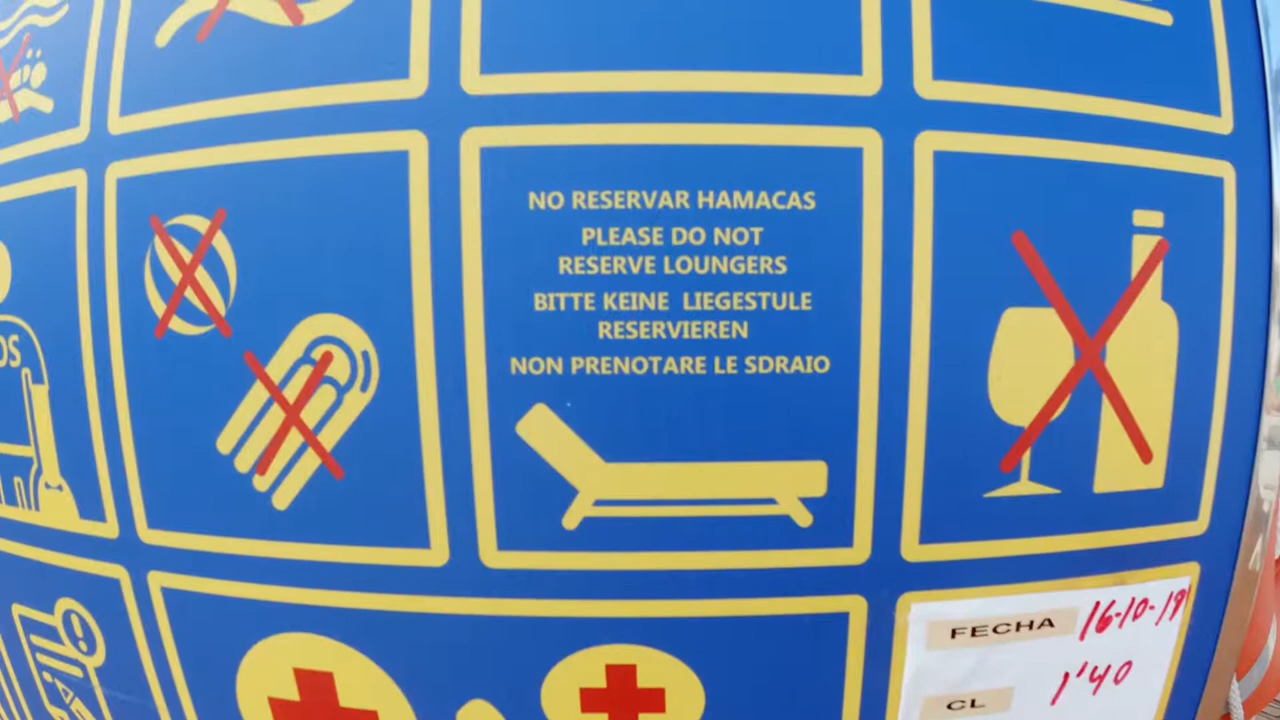 NO RESERVAR HAMACAS
PLEASE DO NOT
RESERVE LOUNGERS
BITTE KEINE LIEGESTULE
RESERVIEREN
NON PRENOTARE LE SDRAIO
OS
FECHA 16-10-19
CL 1'40